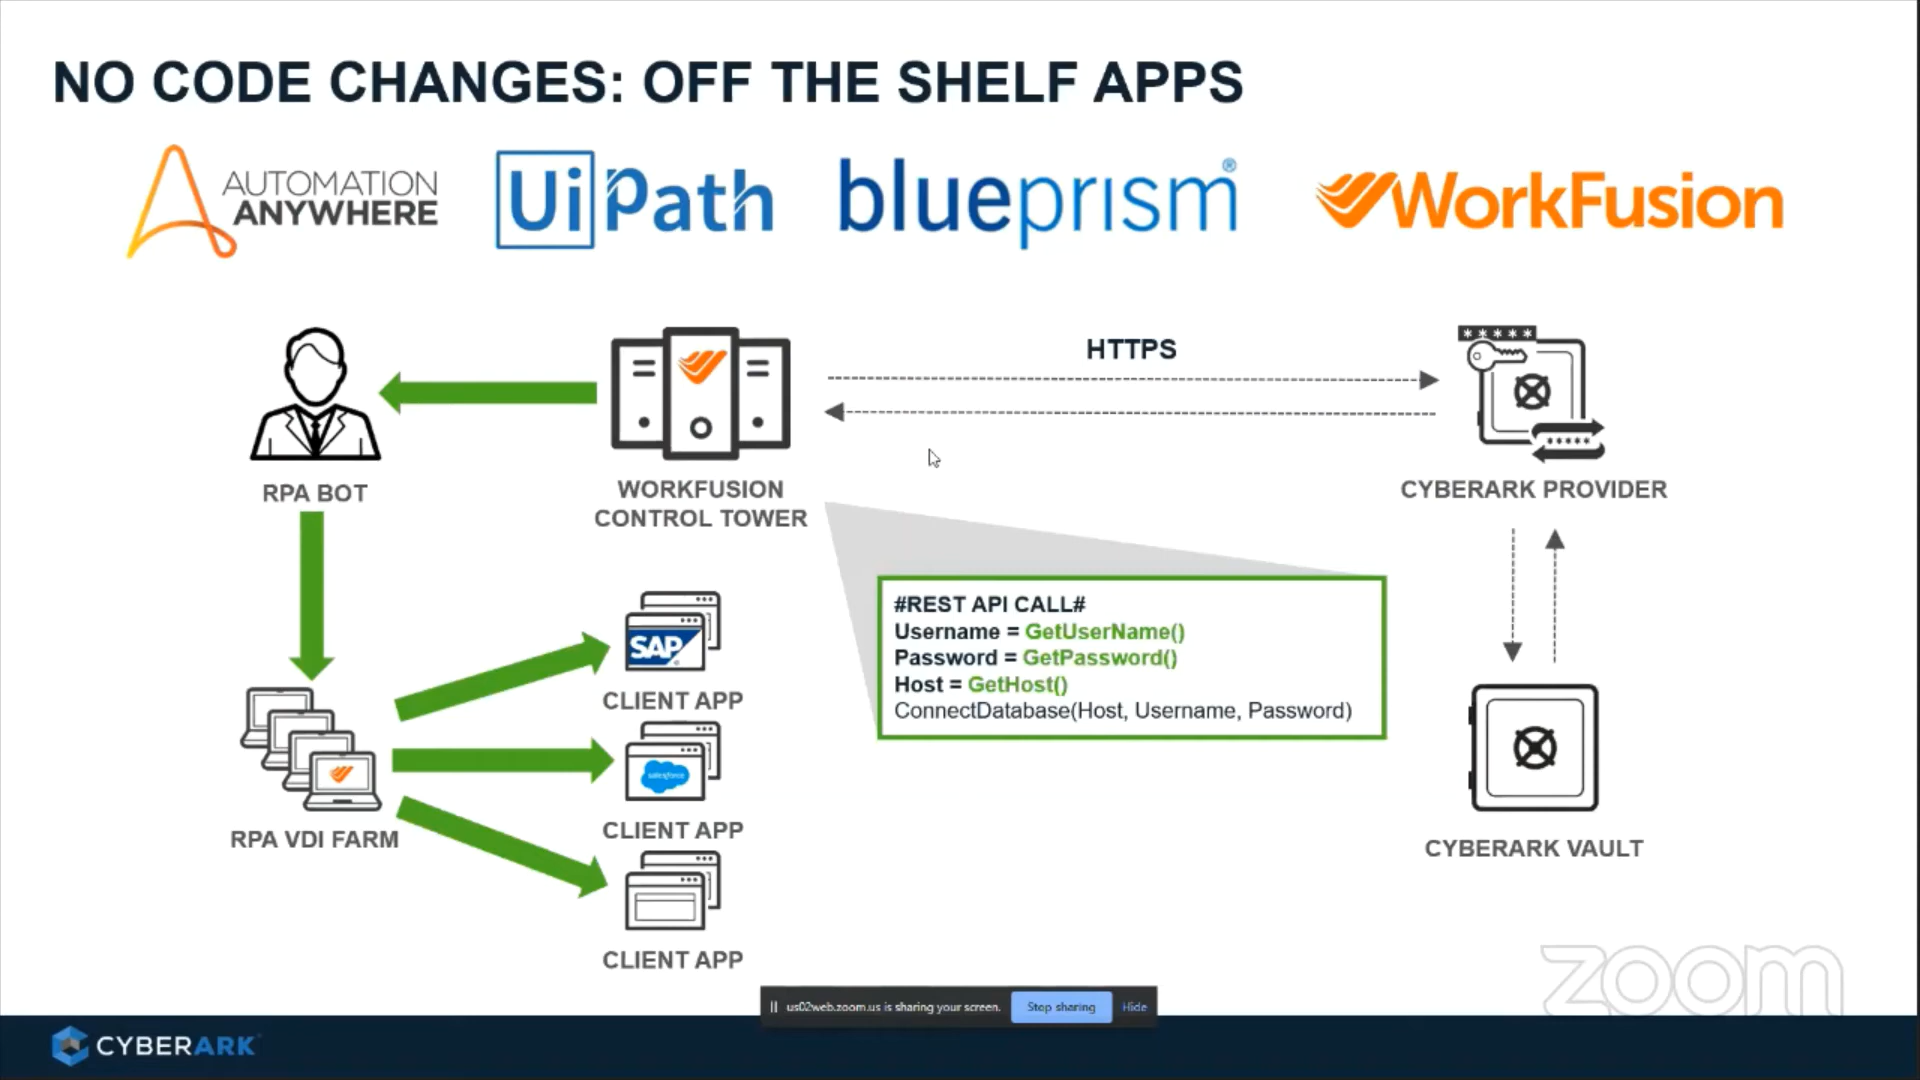 NO CODE CHANGES: OFF THE SHELF APPS
AUTOMATION
ANYWHERE
UiPath
blueprism®
WorkFusion
HTTPS
*****
*****
RPA BOT
WORKFUSION
CONTROL TOWER
CYBERARK PROVIDER
#REST API CALL#
Username = GetUserName()
Password = GetPassword()
Host = GetHost()
ConnectDatabase(Host, Username, Password)
SAP
CLIENT APP
salesforce
CLIENT APP
RPA VDI FARM
CYBERARK VAULT
CLIENT APP
zoom
us02web.zoom.us is sharing your screen.
Stop sharing
Hide
CYBERARK